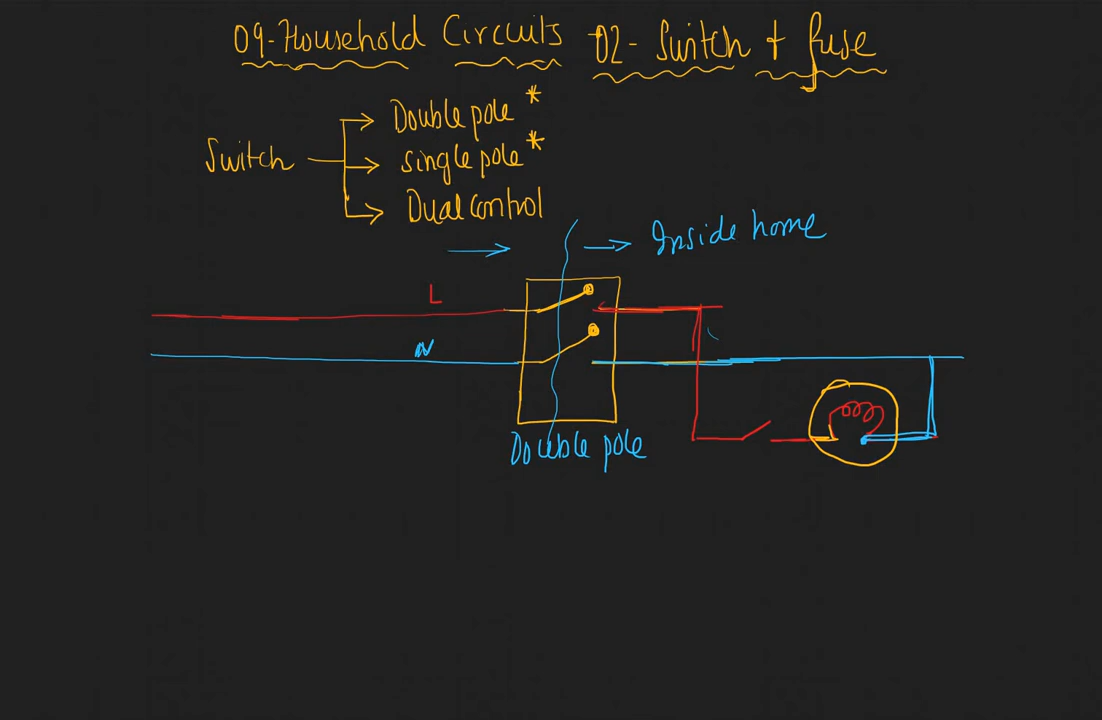 09-Household Circuits 02- Switch + fuse
Double pole *
Switch
single pole *
Dual control
Inside home
L
N
Double pole